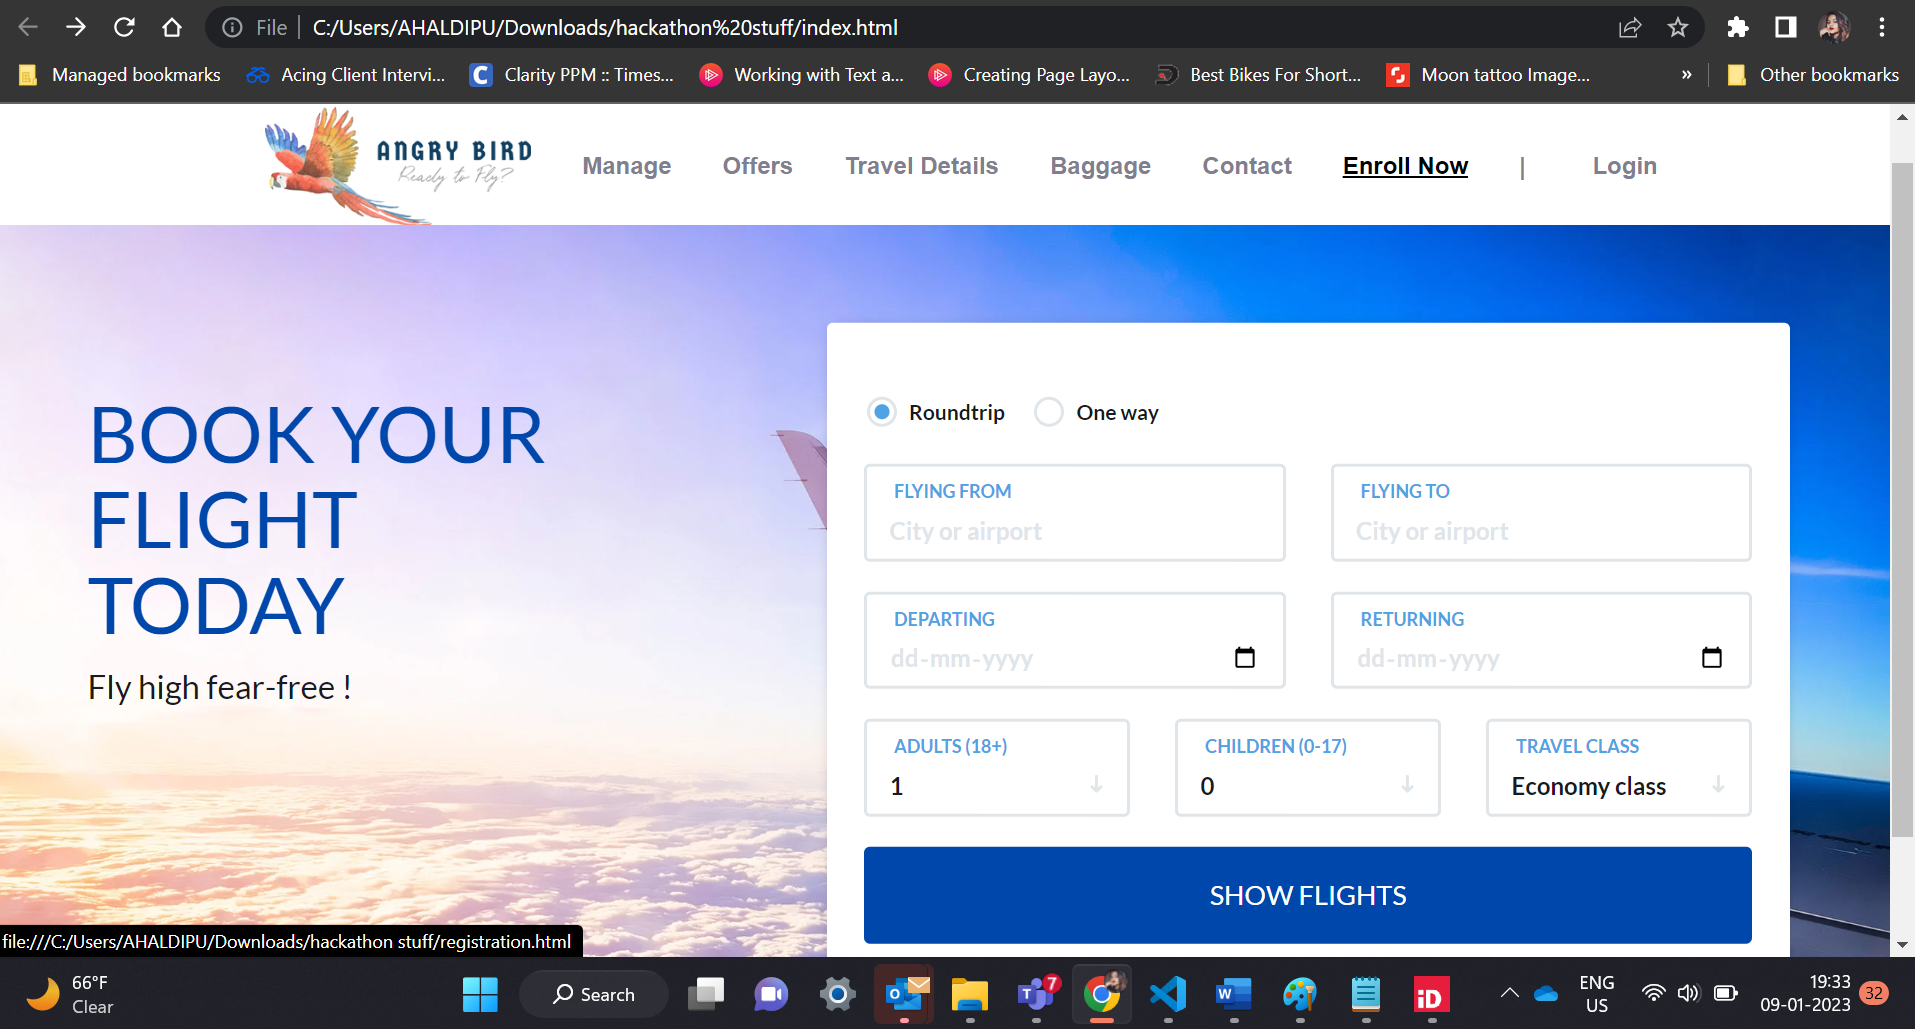 File C:/Users/AHALDIPU/Downloads/hackathon%20stuff/index.html
Managed bookmarks Acing Client Intervi... Clarity PPM :: Times... Working with Text a... Creating Page Layo... Best Bikes For Short... Moon tattoo Image... » Other bookmarks
ANGRY BIRD
Ready to Fly?
Manage Offers Travel Details Baggage Contact Enroll Now | Login
BOOK YOUR
FLIGHT
TODAY
Fly high fear-free !
Roundtrip One way
FLYING FROM FLYING TO
City or airport City or airport
DEPARTING RETURNING
dd-mm-yyyy dd-mm-yyyy
ADULTS (18+) CHILDREN (0-17) TRAVEL CLASS
1 0 Economy class
SHOW FLIGHTS
file:///C:/Users/AHALDIPU/Downloads/hackathon stuff/registration.html
66°F
Clear
Search
7
ENG
US
19:33
09-01-2023
32